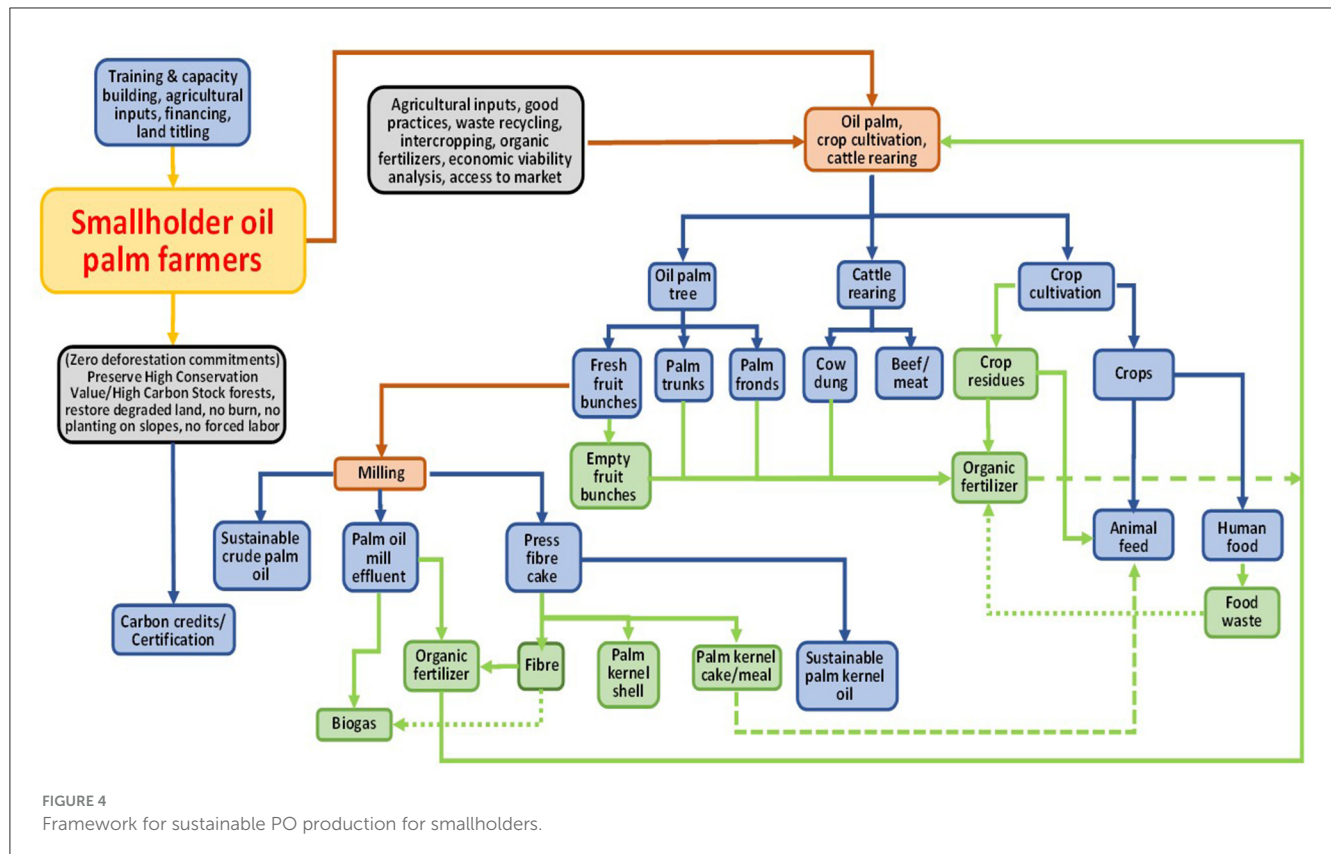 Training & capacity
building, agricultural
inputs, financing,
land titling
Agricultural inputs, good
practices, waste recycling,
intercropping, organic
fertilizers, economic viability
analysis, access to market
Oil palm,
crop cultivation,
cattle rearing
Smallholder oil
palm farmers
Oil palm
tree
Cattle
rearing
Crop
cultivation
(Zero deforestation commitments)
Preserve High Conservation
Value/High Carbon Stock forests,
restore degraded land, no burn, no
planting on slopes, no forced labor
Fresh
fruit
bunches
Palm
trunks
Palm
fronds
Cow
dung
Beef/
meat
Crop
residues
Crops
Milling
Empty
fruit
bunches
Organic
fertilizer
Sustainable
crude palm
oil
Palm oil
mill
effluent
Press
fibre
cake
Animal
feed
Human
food
Carbon credits/
Certification
Food
waste
Organic
fertilizer
Fibre
Palm
kernel
shell
Palm kernel
cake/meal
Sustainable
palm kernel
oil
Biogas
FIGURE 4
Framework for sustainable PO production for smallholders.